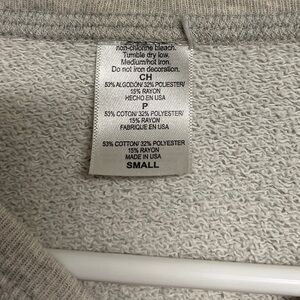 non-chlorine bleach.
Tumble dry low.
Medium/hot iron.
Do not iron decoration.
CH
53% ALGODON/ 32% POLIESTER/
15% RAYON
HECHO EN USA
P
53% COTON/ 32% POLYESTER/
15% RAYON
FABRIQUE EN USA
53% COTTON/ 32% POLYESTER
15% RAYON
MADE IN USA
SMALL